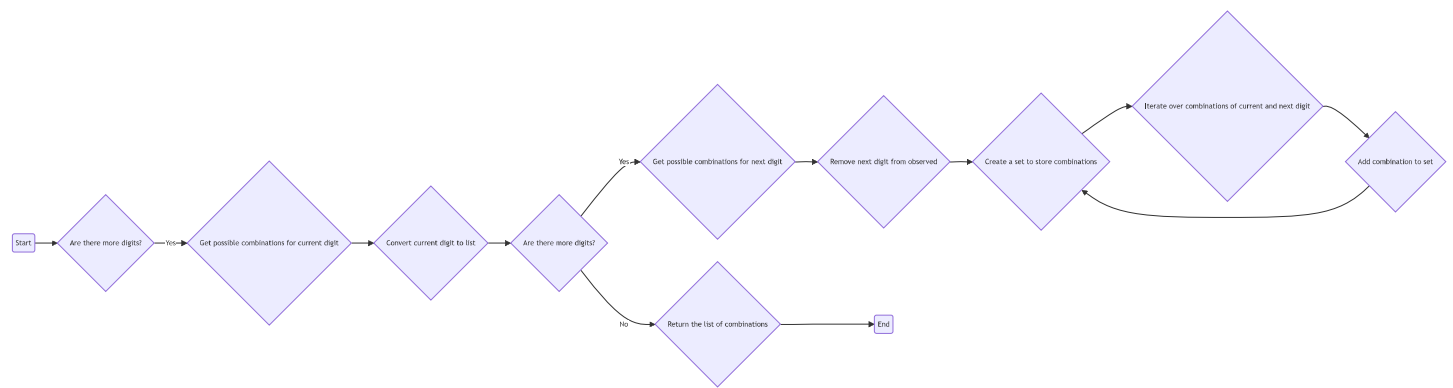 Start
Are there more digits?
Yes
Get possible combinations for current digit
Convert current digit to list
Are there more digits?
Yes
Get possible combinations for next digit
Remove next digit from observed
Create a set to store combinations
Iterate over combinations of current and next digit
Add combination to set
No
Return the list of combinations
End